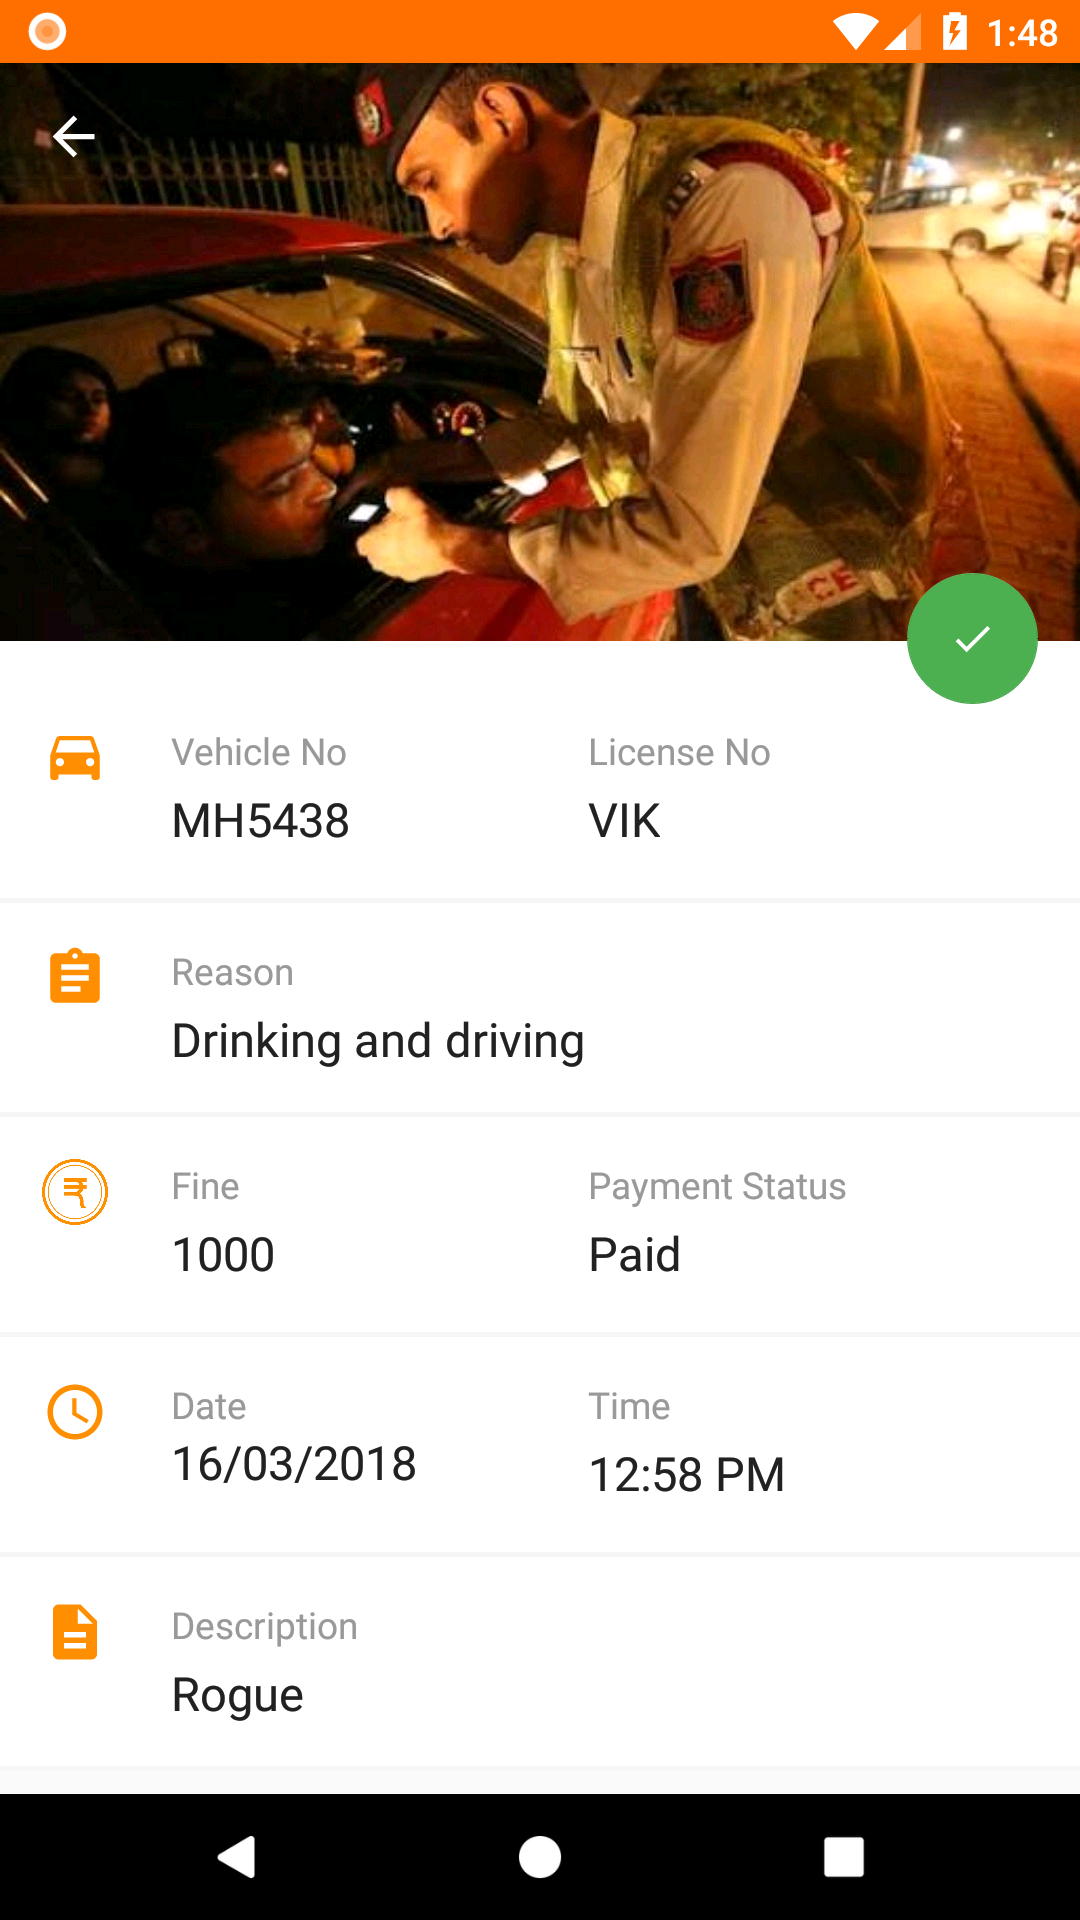 1:48
CE
Vehicle No
License No
MH5438
VIK
Reason
Drinking and driving
Fine
Payment Status
1000
Paid
Date
Time
16/03/2018
12:58 PM
Description
Rogue